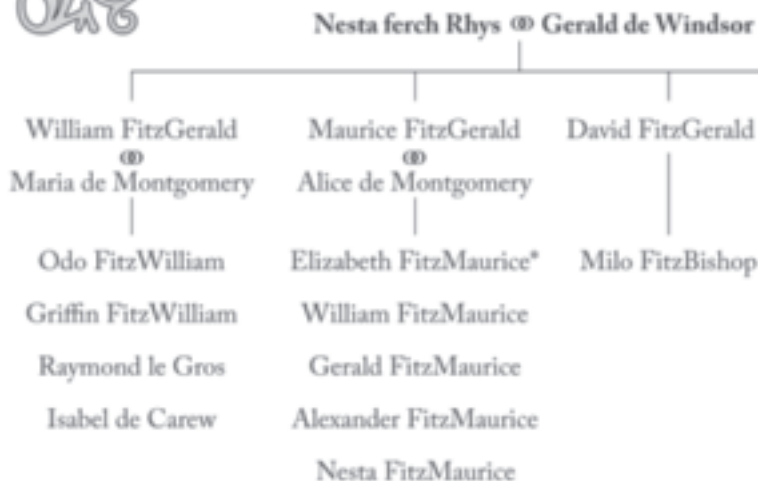 Nesta ferch Rhys ⚭ Gerald de Windsor
William FitzGerald
⚭
Maria de Montgomery
Odo FitzWilliam
Griffin FitzWilliam
Raymond le Gros
Isabel de Carew
Maurice FitzGerald
⚭
Alice de Montgomery
Elizabeth FitzMaurice*
William FitzMaurice
Gerald FitzMaurice
Alexander FitzMaurice
Nesta FitzMaurice
David FitzGerald
Milo FitzBishop